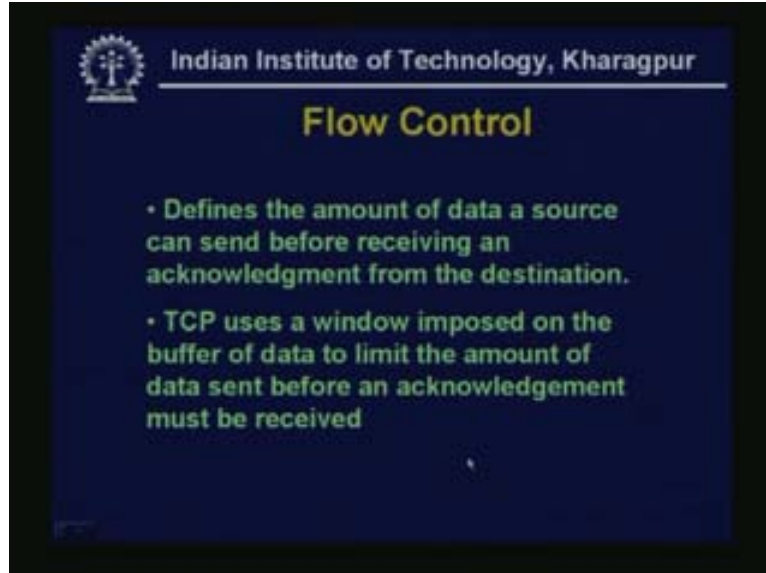 Indian Institute of Technology, Kharagpur
Flow Control
• Defines the amount of data a source
can send before receiving an
acknowledgment from the destination.
• TCP uses a window imposed on the
buffer of data to limit the amount of
data sent before an acknowledgement
must be received